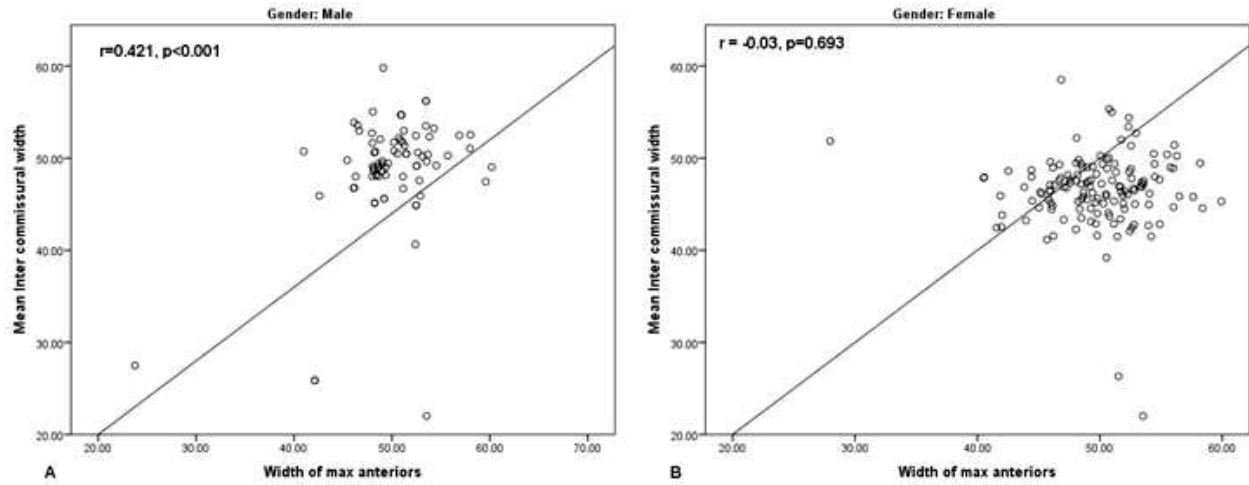 Gender: Male
r=0.421, p<0.001
Mean Inter commissural width
60.00
50.00
40.00
30.00
20.00
20.00 30.00 40.00 50.00 60.00 70.00
Width of max anteriors
A
Gender: Female
r = -0.03, p=0.693
Mean Inter commissural width
60.00
50.00
40.00
30.00
20.00
20.00 30.00 40.00 50.00 60.00
Width of max anteriors
B